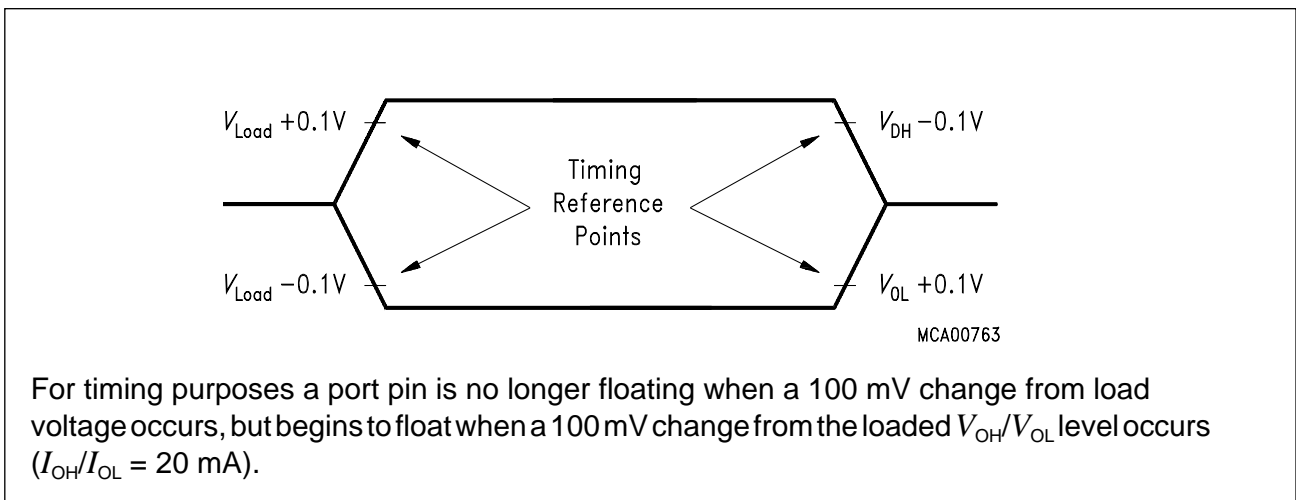 V_Load +0.1V
V_DH −0.1V
Timing
Reference
Points
V_Load −0.1V
V_0L +0.1V
MCA00763
For timing purposes a port pin is no longer floating when a 100 mV change from load
voltage occurs, but begins to float when a 100 mV change from the loaded V_OH/V_OL level occurs
(I_OH/I_OL = 20 mA).